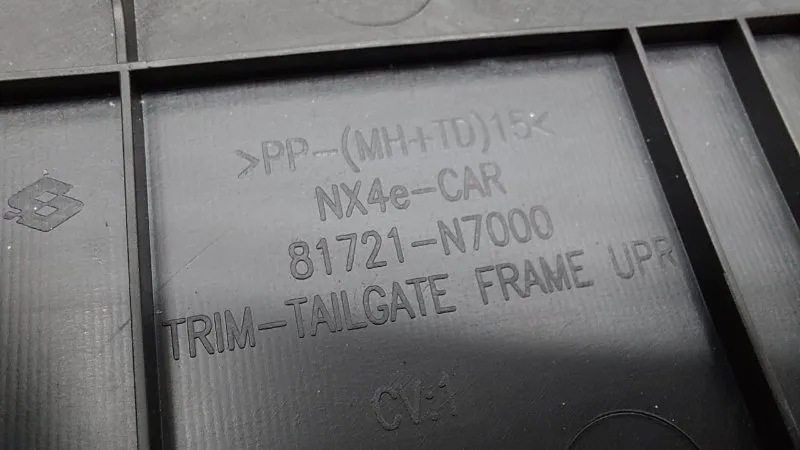 >PP-(MH+TD)15<
NX4e-CAR
81721-N7000
TRIM-TAILGATE FRAME UPR
CV:1